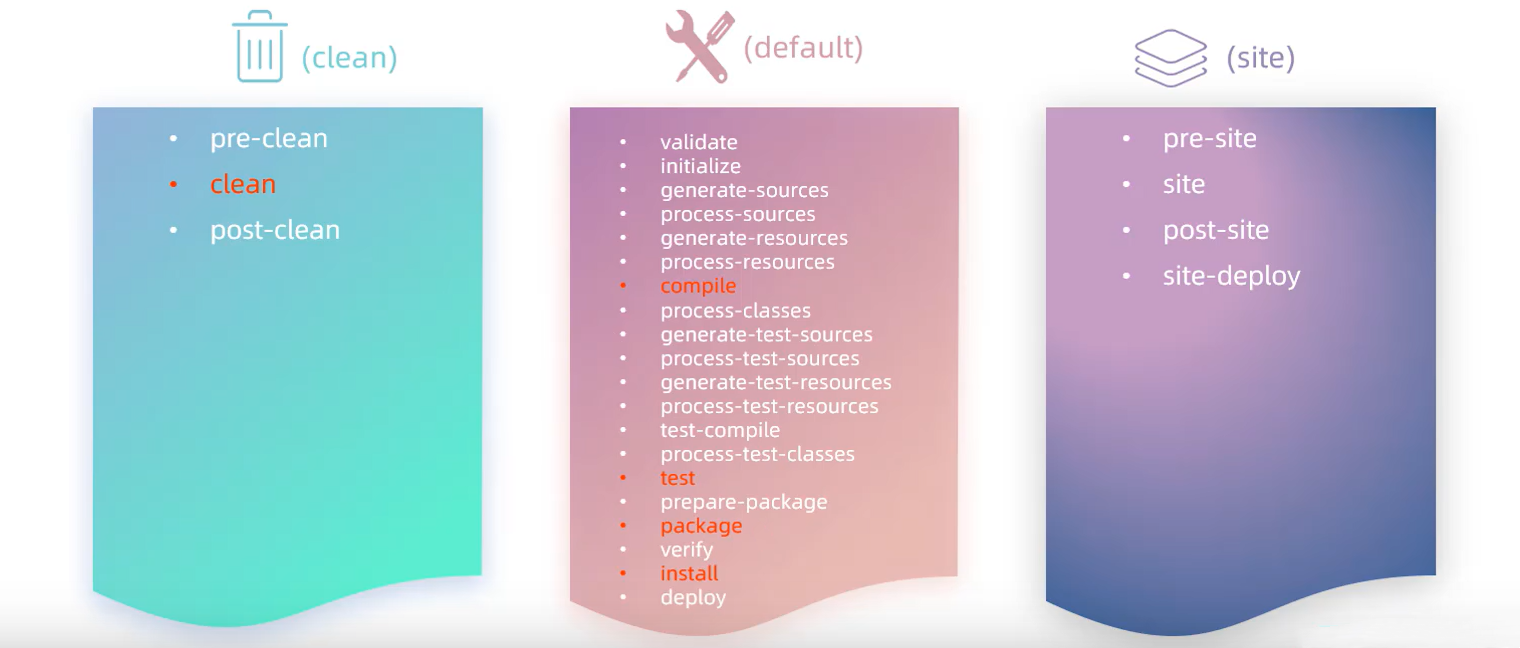 (clean)
• pre-clean
• clean
• post-clean
(default)
• validate
• initialize
• generate-sources
• process-sources
• generate-resources
• process-resources
• compile
• process-classes
• generate-test-sources
• process-test-sources
• generate-test-resources
• process-test-resources
• test-compile
• process-test-classes
• test
• prepare-package
• package
• verify
• install
• deploy
(site)
• pre-site
• site
• post-site
• site-deploy